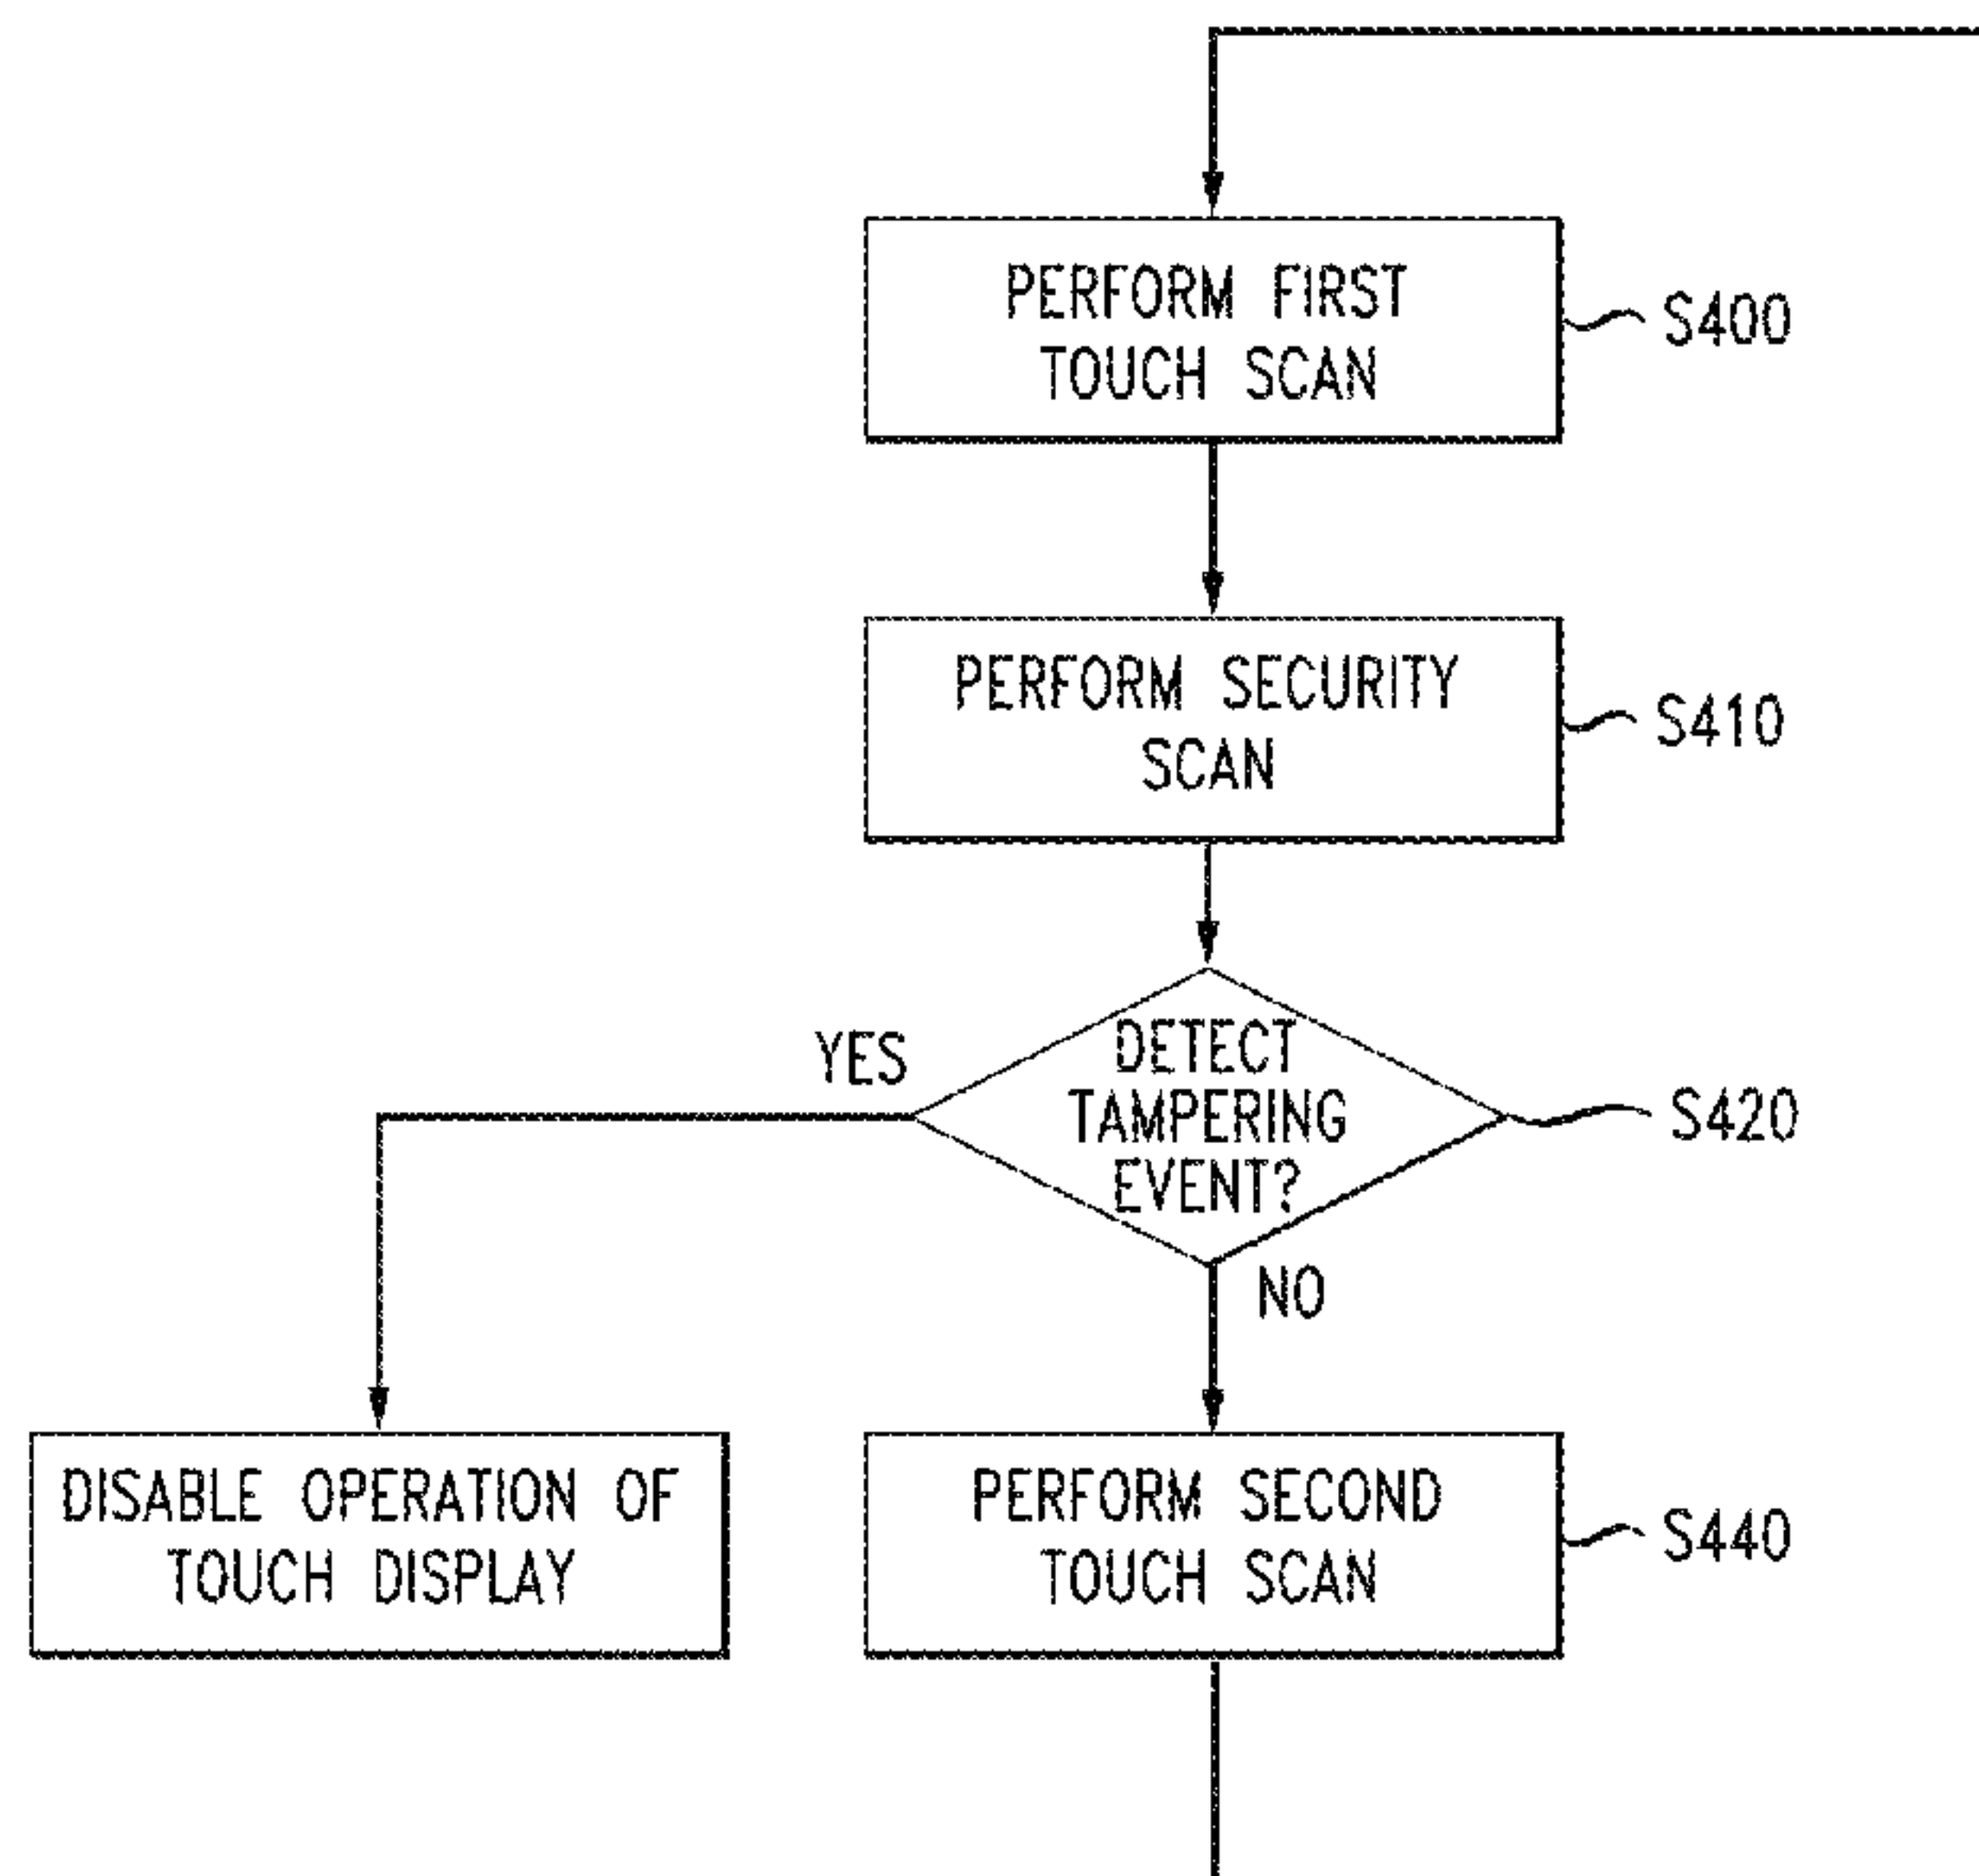 PERFORM FIRST
TOUCH SCAN
S400
PERFORM SECURITY
SCAN
S410
YES
DETECT
TAMPERING
EVENT?
S420
NO
DISABLE OPERATION OF
TOUCH DISPLAY
PERFORM SECOND
TOUCH SCAN
S440